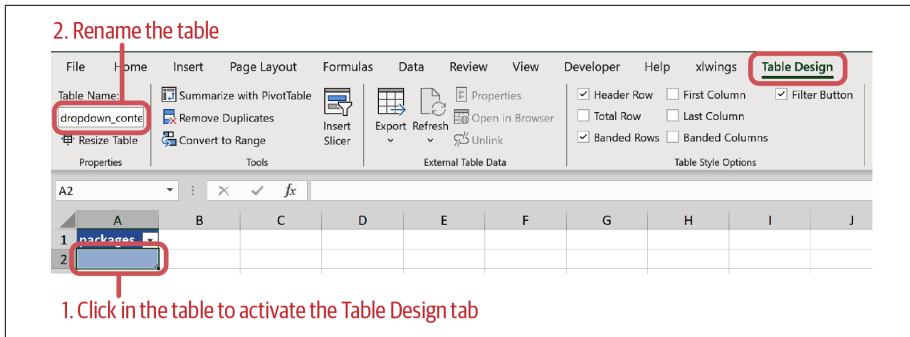 2. Rename the table
File Home Insert Page Layout Formulas Data Review View Developer Help xlwings Table Design
Table Name:
dropdown_conte
Resize Table
Properties
Summarize with PivotTable
Remove Duplicates
Convert to Range
Tools
Insert
Slicer
Export Refresh
Properties
Open in Browser
Unlink
External Table Data
Header Row First Column Filter Button
Total Row Last Column
Banded Rows Banded Columns
Table Style Options
A2 fx
A B C D E F G H I J
1 packages
2
1. Click in the table to activate the Table Design tab